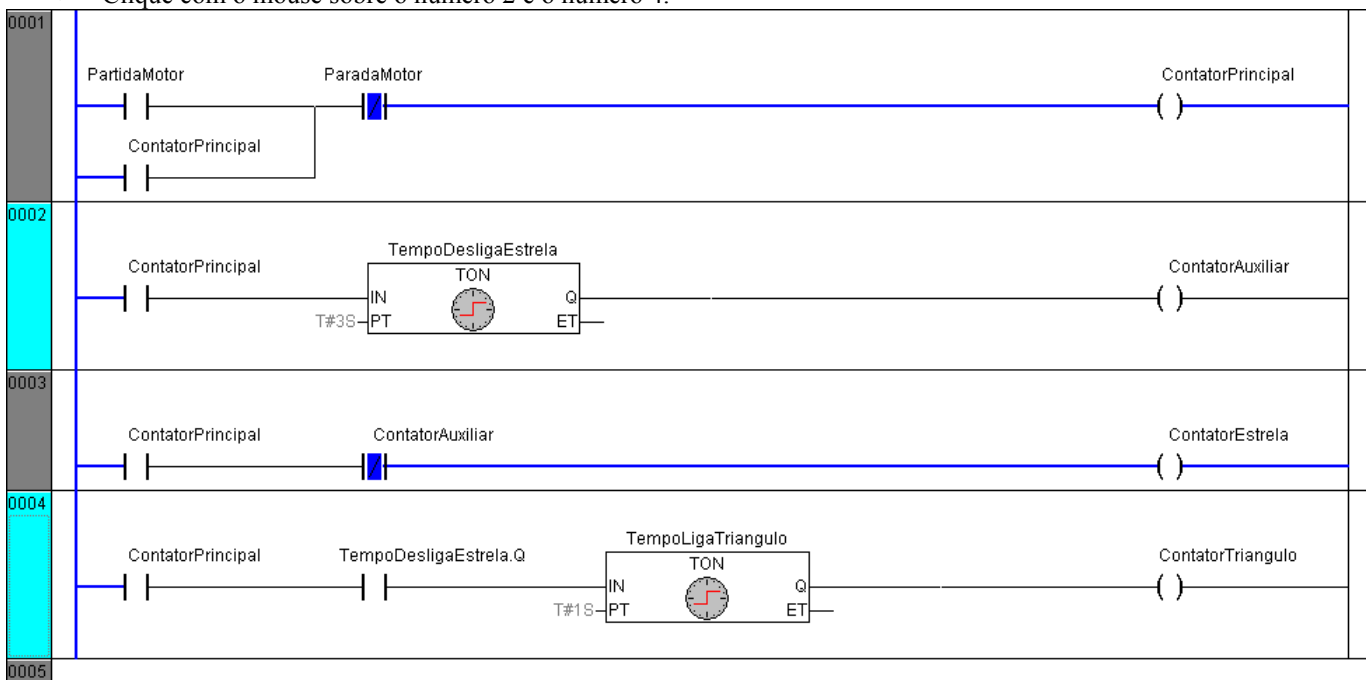 Clique com o mouse sobre o número 2 e o número 4.
0001
PartidaMotor ParadaMotor ContatorPrincipal
ContatorPrincipal
0002
TempoDesligaEstrela
ContatorPrincipal TON ContatorAuxiliar
IN Q
T#3S PT ET
0003
ContatorPrincipal ContatorAuxiliar ContatorEstrela
0004
TempoLigaTriangulo
ContatorPrincipal TempoDesligaEstrela.Q TON ContatorTriangulo
IN Q
T#1S PT ET
0005